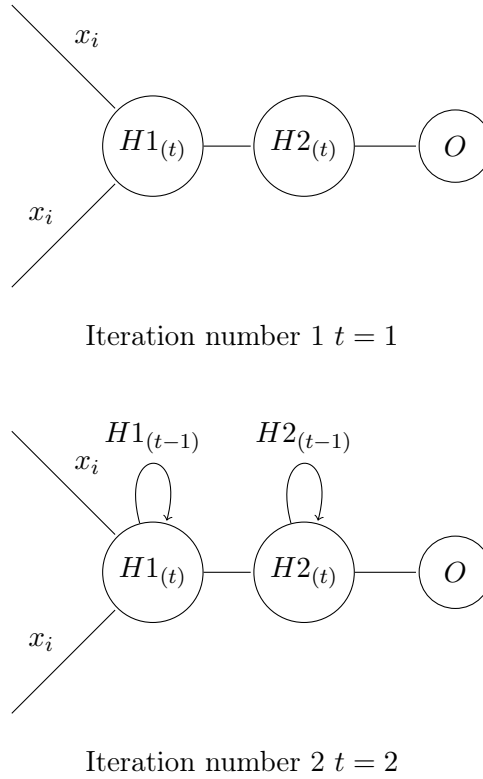 x_i
H1_(t) H2_(t) O
x_i
Iteration number 1 t = 1
H1_(t−1) H2_(t−1)
x_i
H1_(t) H2_(t) O
x_i
Iteration number 2 t = 2